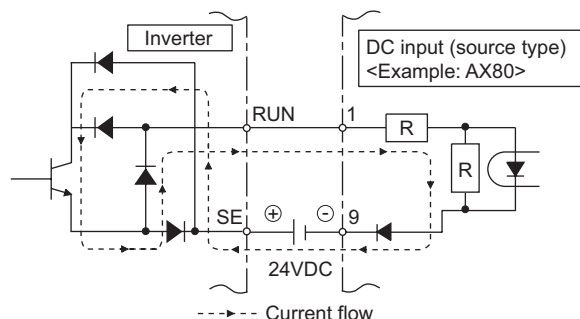 Inverter
DC input (source type)
<Example: AX80>
RUN
1
R
R
SE
+
-
9
24VDC
Current flow